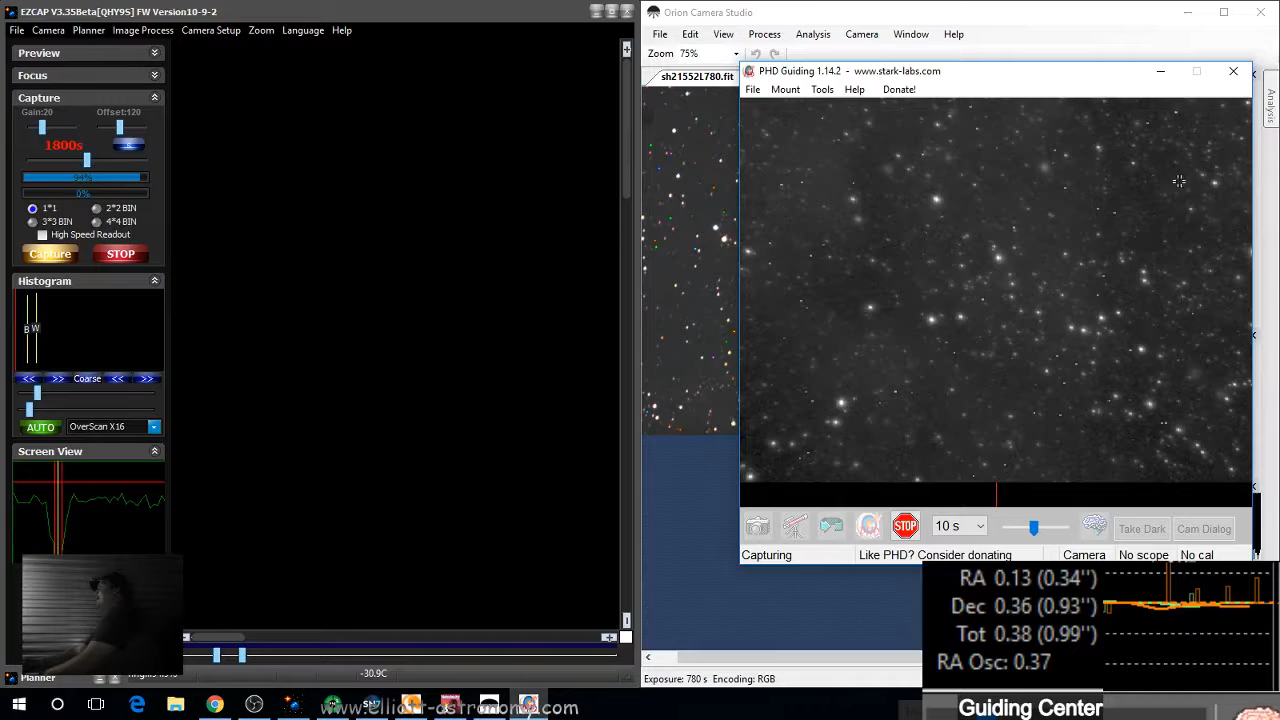 EZCAP V3.35Beta[QHY9S] FW Version10-9-2
File Camera Planner Image Process Camera Setup Zoom Language Help
Preview
Focus
Capture
Gain:20 Offset:120
1800s
s
94%
0%
1*1 2*2 BIN
3*3 BIN 4*4 BIN
High Speed Readout
Capture STOP
Histogram
B W
<< >> Coarse << >>
AUTO OverScan X16
Screen View
Planner
-30.9C
Orion Camera Studio
File Edit View Process Analysis Camera Window Help
Zoom 75%
sh21552L780.fit
Analysis
PHD Guiding 1.14.2 - www.stark-labs.com
File Mount Tools Help Donate!
STOP 10 s Take Dark Cam Dialog
Capturing Like PHD? Consider donating Camera No scope No cal
RA 0.13 (0.34'')
Dec 0.36 (0.93'')
Tot 0.38 (0.99'')
RA Osc: 0.37
Exposure: 780 s Encoding: RGB
Guiding Center
www.elliott-astronomy.com